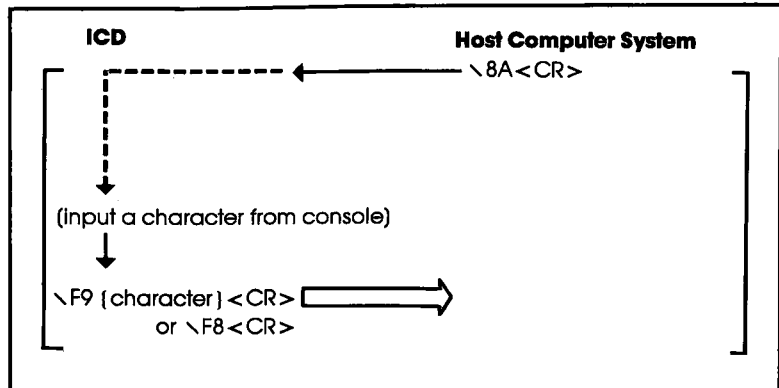 ICD Host Computer System
\8A<CR>
(input a character from console)
\F9 {character}<CR>
or \F8<CR>